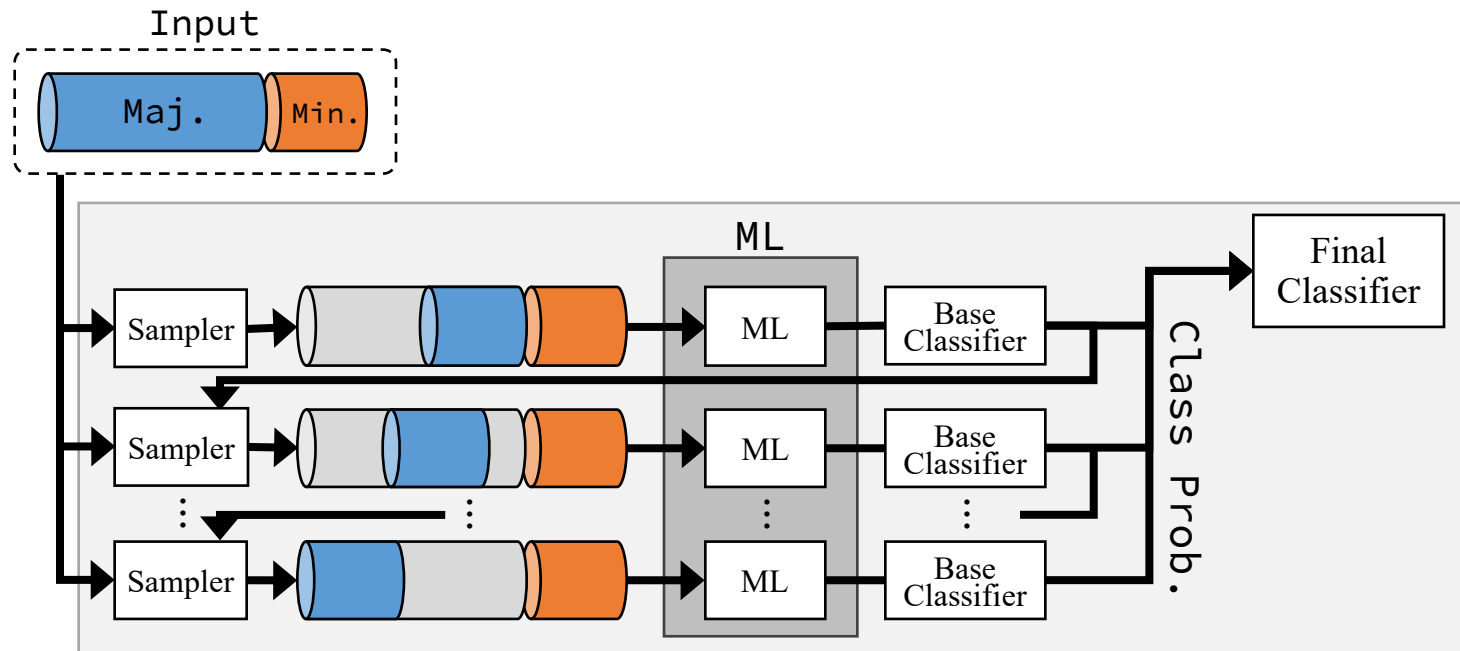 Input
Maj.
Min.
ML
Final
Classifier
Sampler
ML
Base
Classifier
Class Prob.
Sampler
ML
Base
Classifier
⋮
⋮
⋮
⋮
Sampler
ML
Base
Classifier